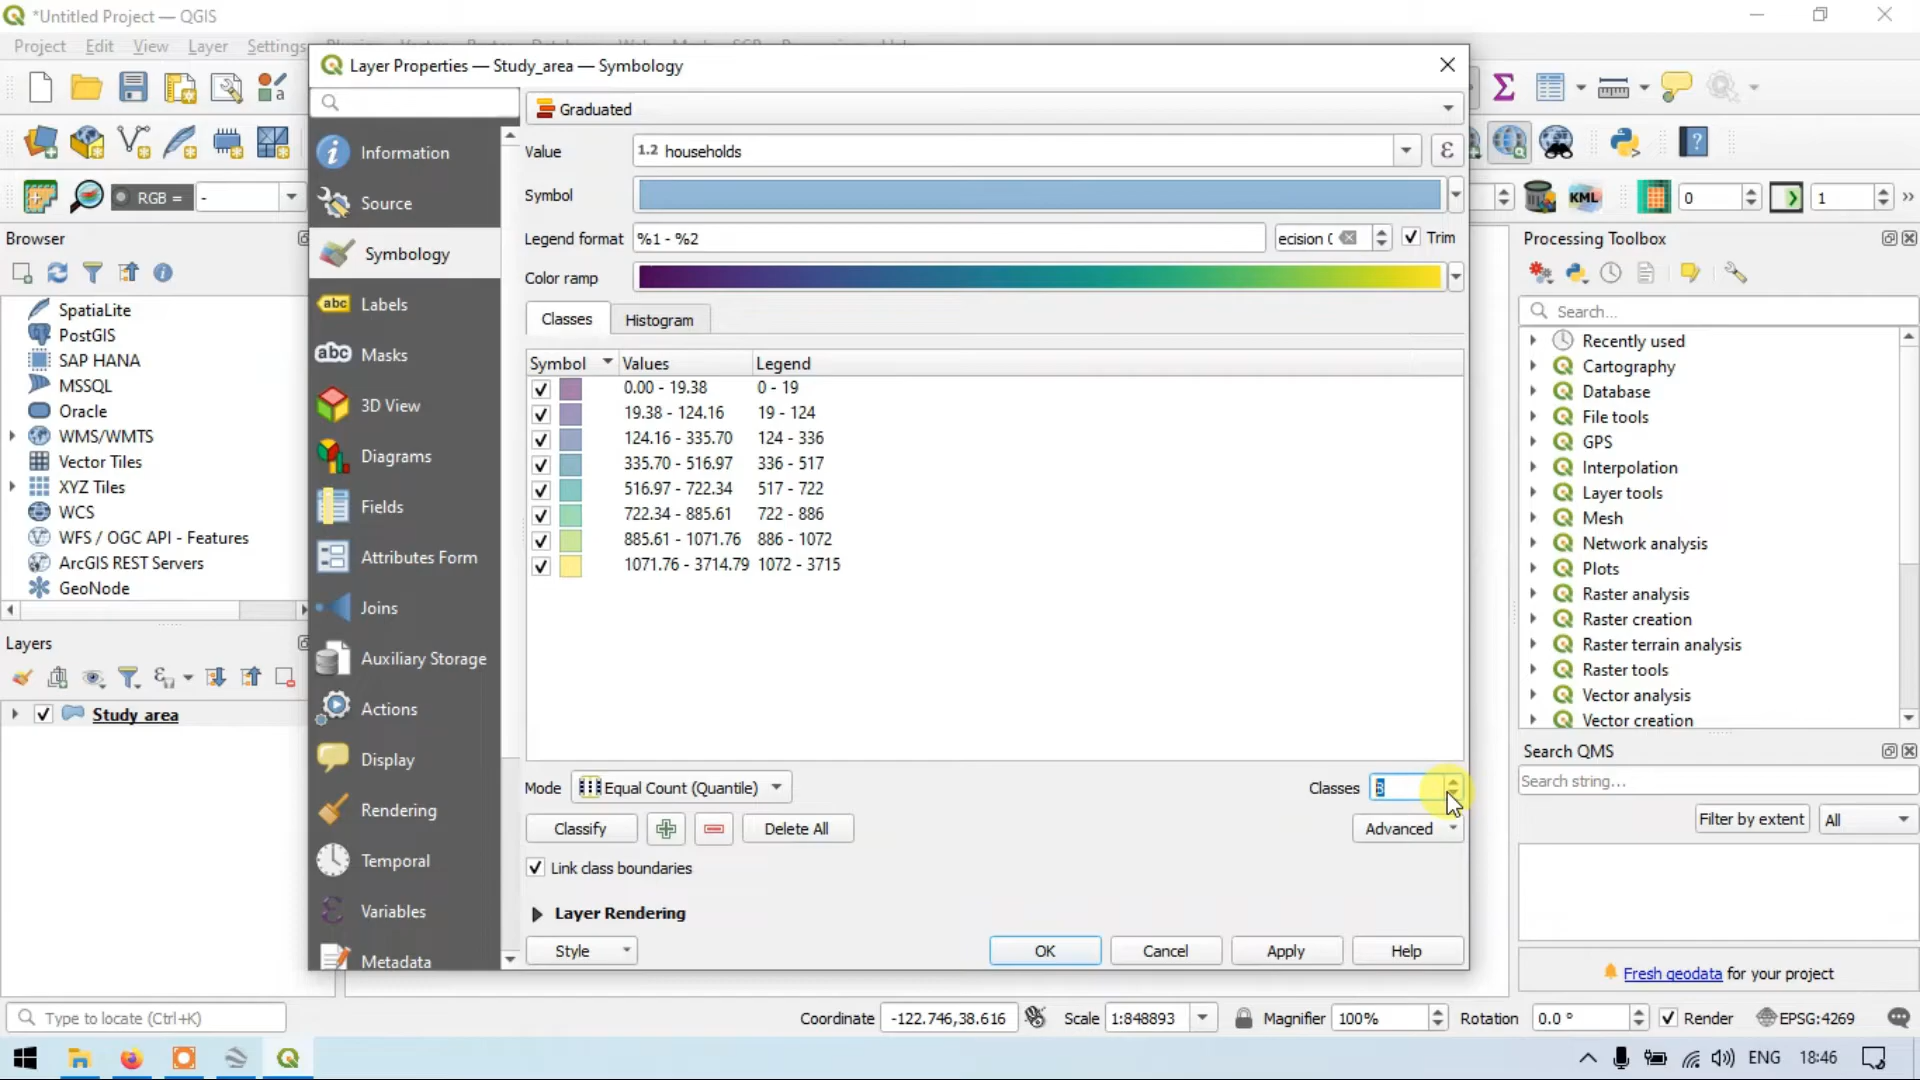 *Untitled Project — QGIS
Project Edit View Layer Settings
Layer Properties — Study_area — Symbology
Graduated
Value 1.2 households ε
Symbol
Legend format %1 - %2 ecision ( Trim
Color ramp
Classes Histogram
Symbol Values Legend
0.00 - 19.38 0 - 19
19.38 - 124.16 19 - 124
124.16 - 335.70 124 - 336
335.70 - 516.97 336 - 517
516.97 - 722.34 517 - 722
722.34 - 885.61 722 - 886
885.61 - 1071.76 886 - 1072
1071.76 - 3714.79 1072 - 3715
Mode Equal Count (Quantile) Classes
Classify Delete All Advanced
Link class boundaries
Layer Rendering
Style OK Cancel Apply Help
Information
Source
Symbology
abc Labels
abc Masks
3D View
Diagrams
Fields
Attributes Form
Joins
Auxiliary Storage
Actions
Display
Rendering
Temporal
Variables
Metadata
RGB = -
KML 0 1 »
Browser
SpatiaLite
PostGIS
SAP HANA
MSSQL
Oracle
WMS/WMTS
Vector Tiles
XYZ Tiles
WCS
WFS / OGC API - Features
ArcGIS REST Servers
GeoNode
Layers
Study_area
Processing Toolbox
Search...
Recently used
Cartography
Database
File tools
GPS
Interpolation
Layer tools
Mesh
Network analysis
Plots
Raster analysis
Raster creation
Raster terrain analysis
Raster tools
Vector analysis
Vector creation
Search QMS
Search string...
Filter by extent All
Fresh geodata for your project
Type to locate (Ctrl+K) Coordinate -122.746,38.616 Scale 1:848893 Magnifier 100% Rotation 0.0 ° Render EPSG:4269
ENG 18:46